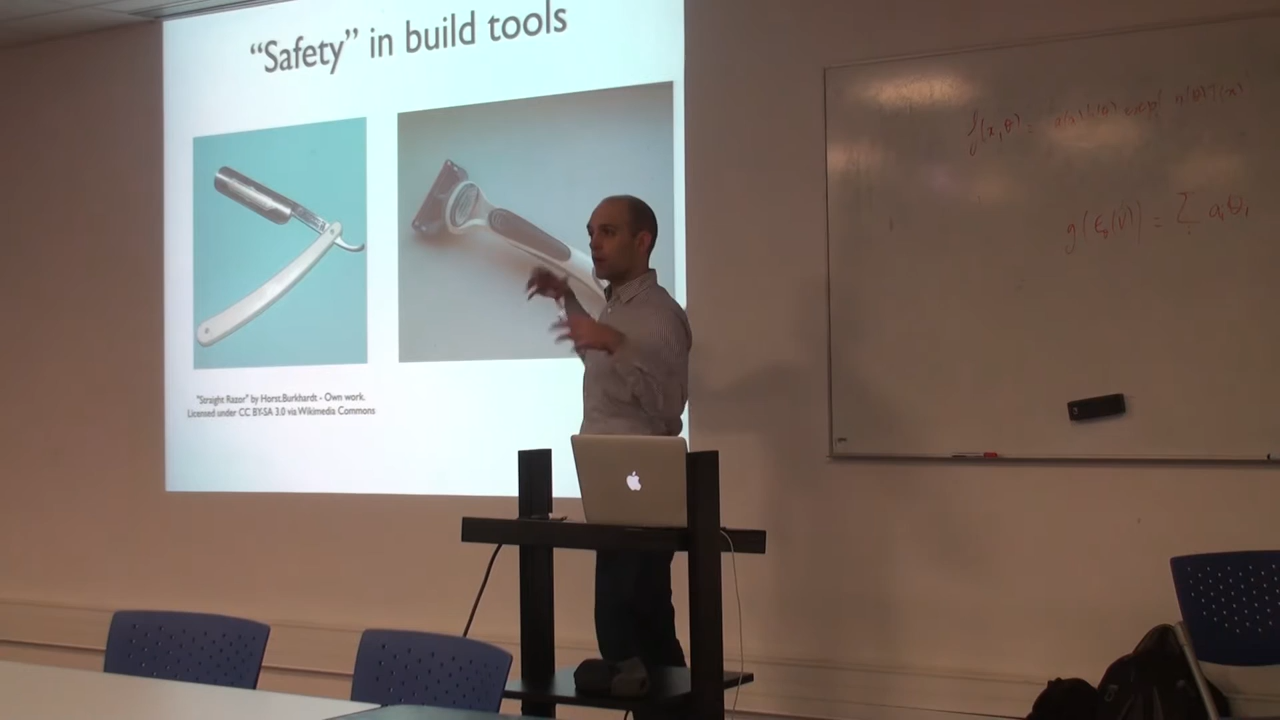 “Safety” in build tools
"Straight Razor" by Horst.Burkhardt - Own work.
Licensed under CC BY-SA 3.0 via Wikimedia Commons
f(x,θ) =